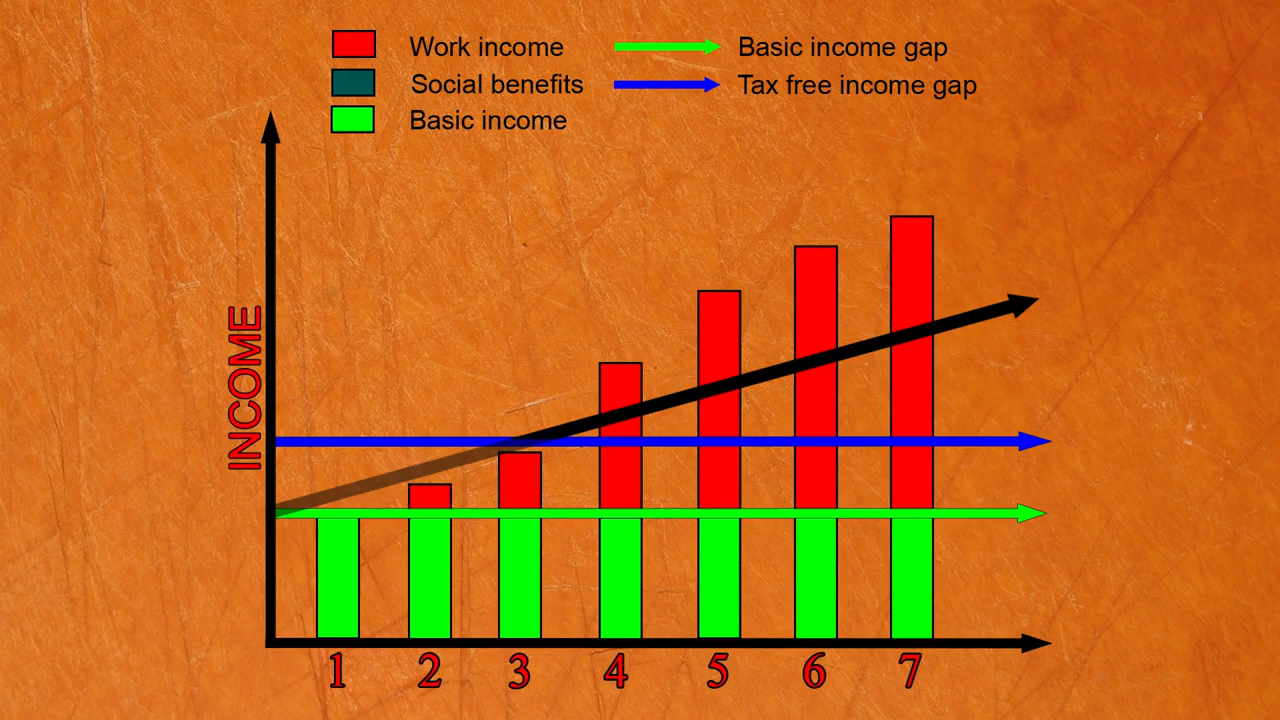 Work income
Basic income gap
Social benefits
Tax free income gap
Basic income
INCOME
1 2 3 4 5 6 7